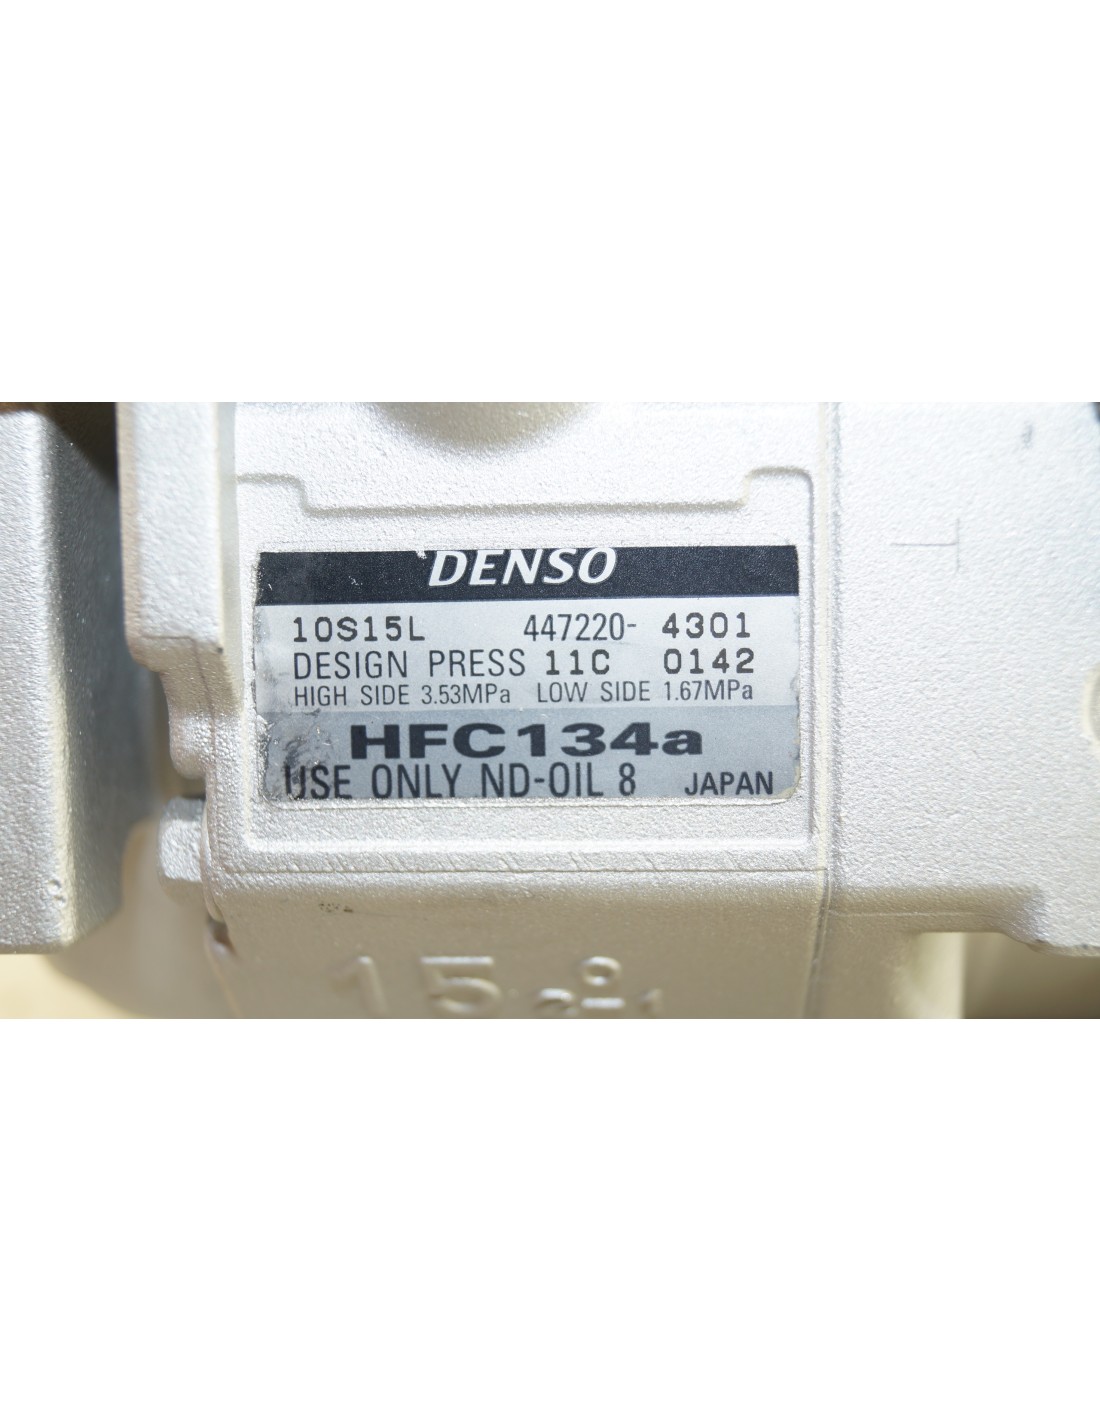 DENSO
10S15L 447220- 4301
DESIGN PRESS 11C 0142
HIGH SIDE 3.53MPa LOW SIDE 1.67MPa
HFC134a
USE ONLY ND-OIL 8 JAPAN
15